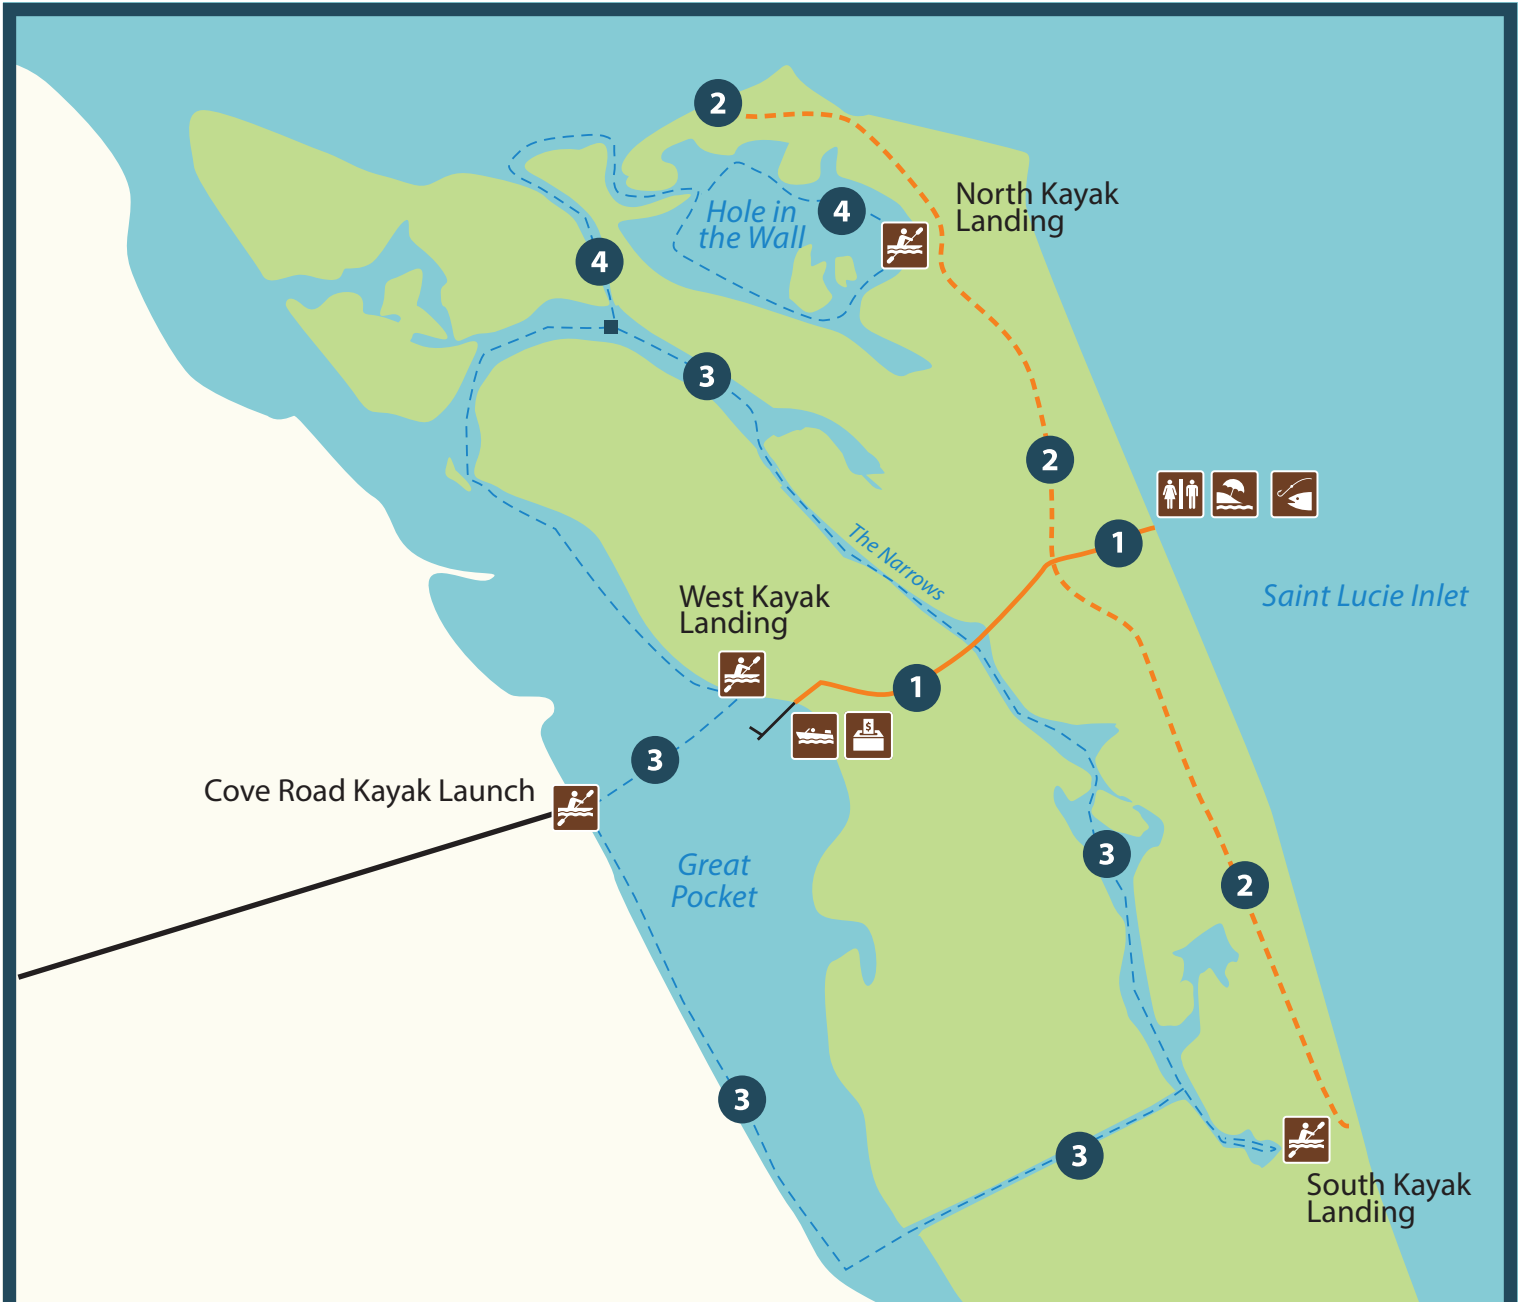 2
North Kayak
Landing
Hole in
the Wall
4
4
3
2
The Narrows
1
West Kayak
Landing
Saint Lucie Inlet
1
3
$
Cove Road Kayak Launch
Great
Pocket
3
2
3
3
South Kayak
Landing